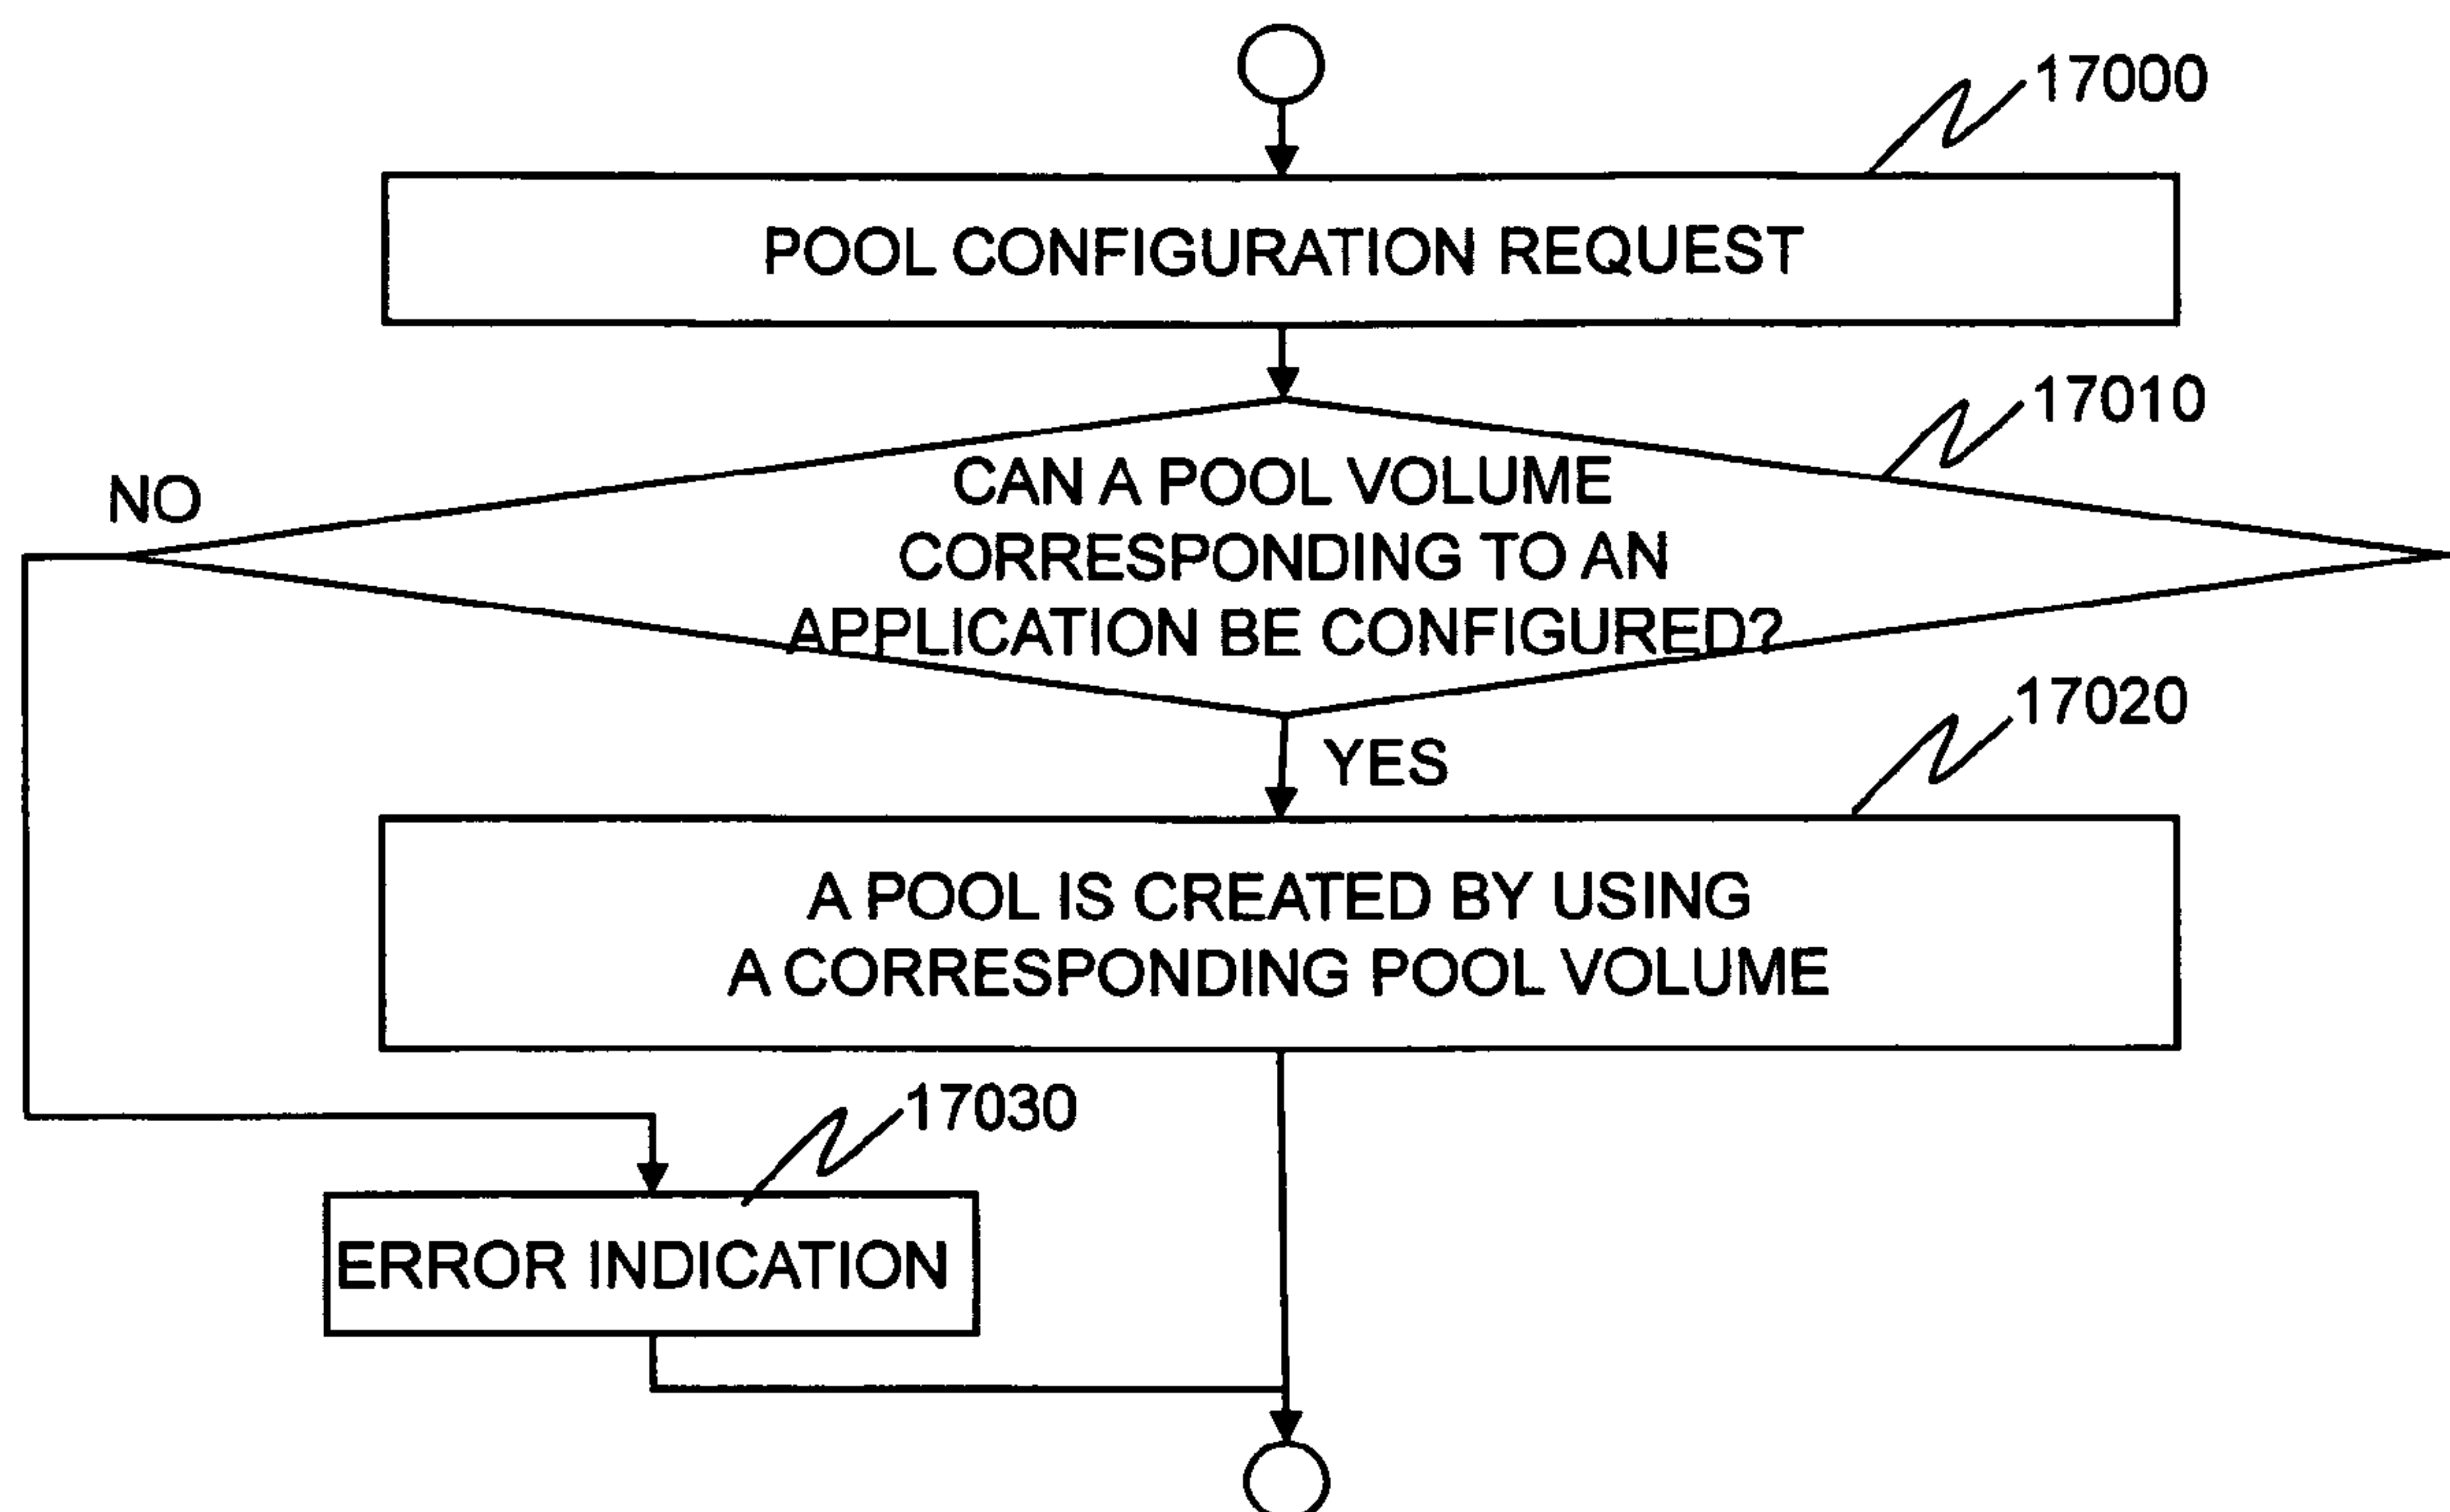 17000
POOL CONFIGURATION REQUEST
17010
NO
CAN A POOL VOLUME
CORRESPONDING TO AN
APPLICATION BE CONFIGURED?
17020
YES
A POOL IS CREATED BY USING
A CORRESPONDING POOL VOLUME
17030
ERROR INDICATION